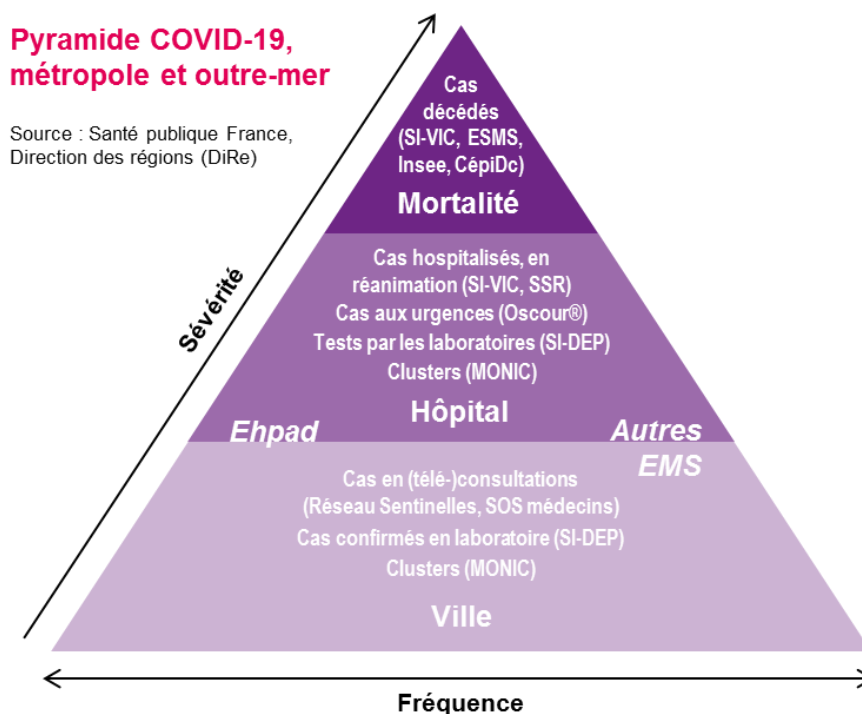 Pyramide COVID-19,
métropole et outre-mer
Source : Santé publique France,
Direction des régions (DiRe)
Sévérité
Cas
décédés
(SI-VIC, ESMS,
Insee, CépiDc)
Mortalité
Cas hospitalisés, en
réanimation (SI-VIC, SSR)
Cas aux urgences (Oscour®)
Tests par les laboratoires (SI-DEP)
Clusters (MONIC)
Hôpital
Ehpad
Autres
EMS
Cas en (télé-)consultations
(Réseau Sentinelles, SOS médecins)
Cas confirmés en laboratoire (SI-DEP)
Clusters (MONIC)
Ville
Fréquence